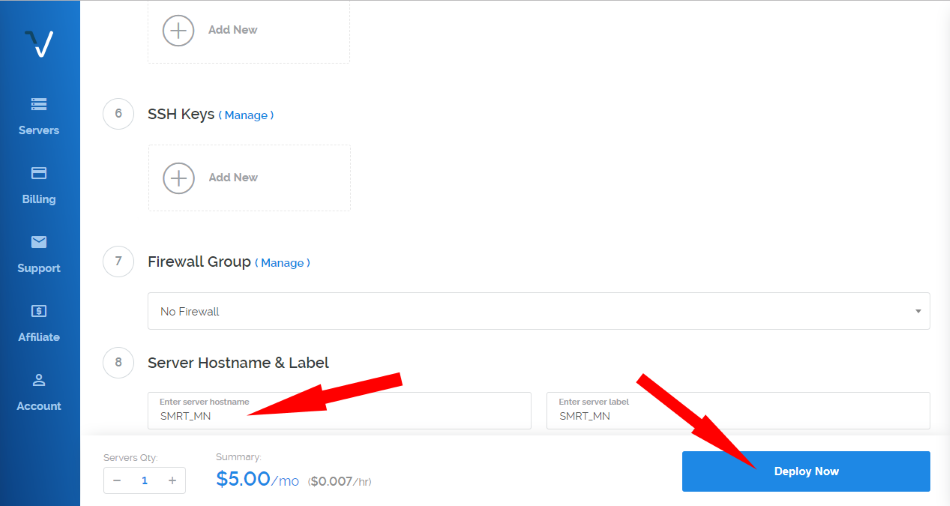 Add New
6 SSH Keys ( Manage )
Add New
7 Firewall Group ( Manage )
No Firewall
8 Server Hostname & Label
Enter server hostname
SMRT_MN
Enter server label
SMRT_MN
Servers Qty:
− 1 +
Summary:
$5.00/mo ($0.007/hr)
Deploy Now
Servers
Billing
Support
Affiliate
Account